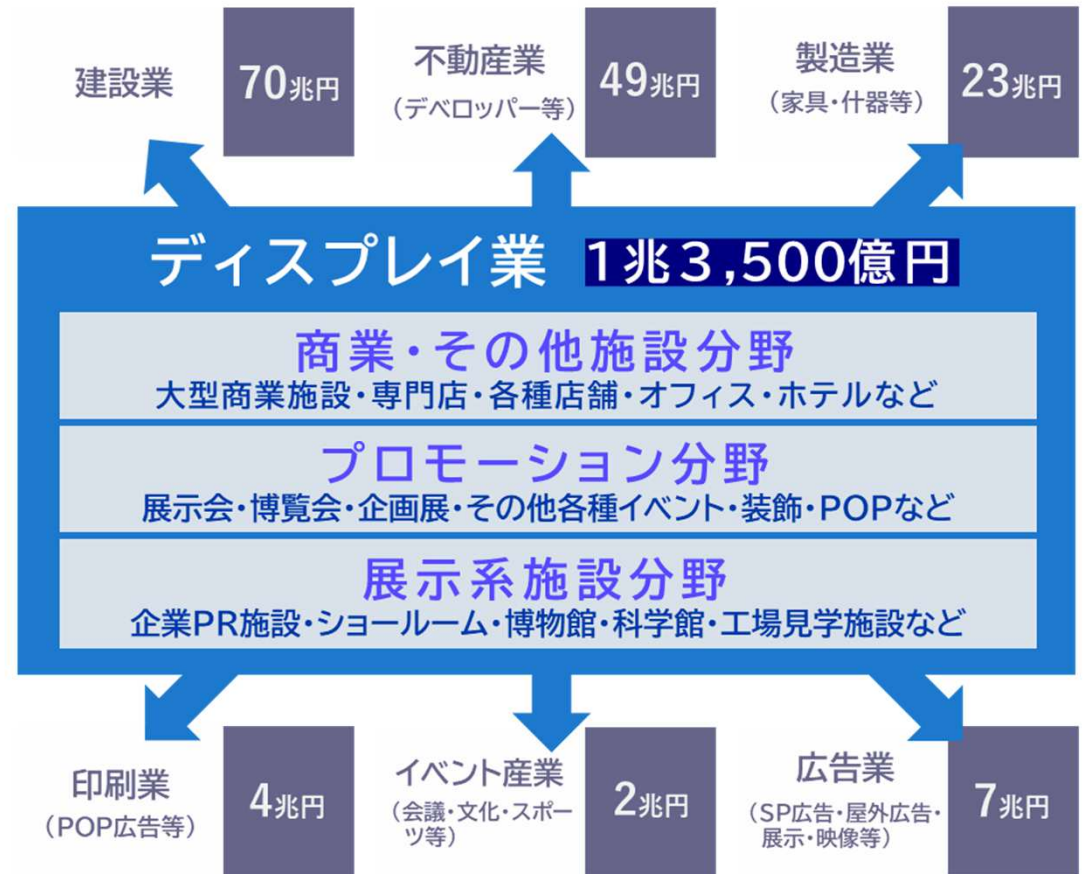 建設業
70兆円
不動産業
(デベロッパー等)
49兆円
製造業
(家具・什器等)
23兆円
ディスプレイ業 1兆3,500億円
商業・その他施設分野
大型商業施設・専門店・各種店舗・オフィス・ホテルなど
プロモーション分野
展示会・博覧会・企画展・その他各種イベント・装飾・POPなど
展示系施設分野
企業PR施設・ショールーム・博物館・科学館・工場見学施設など
印刷業
(POP広告等)
4兆円
イベント産業
(会議・文化・スポー
ツ等)
2兆円
広告業
(SP広告・屋外広告・
展示・映像等)
7兆円